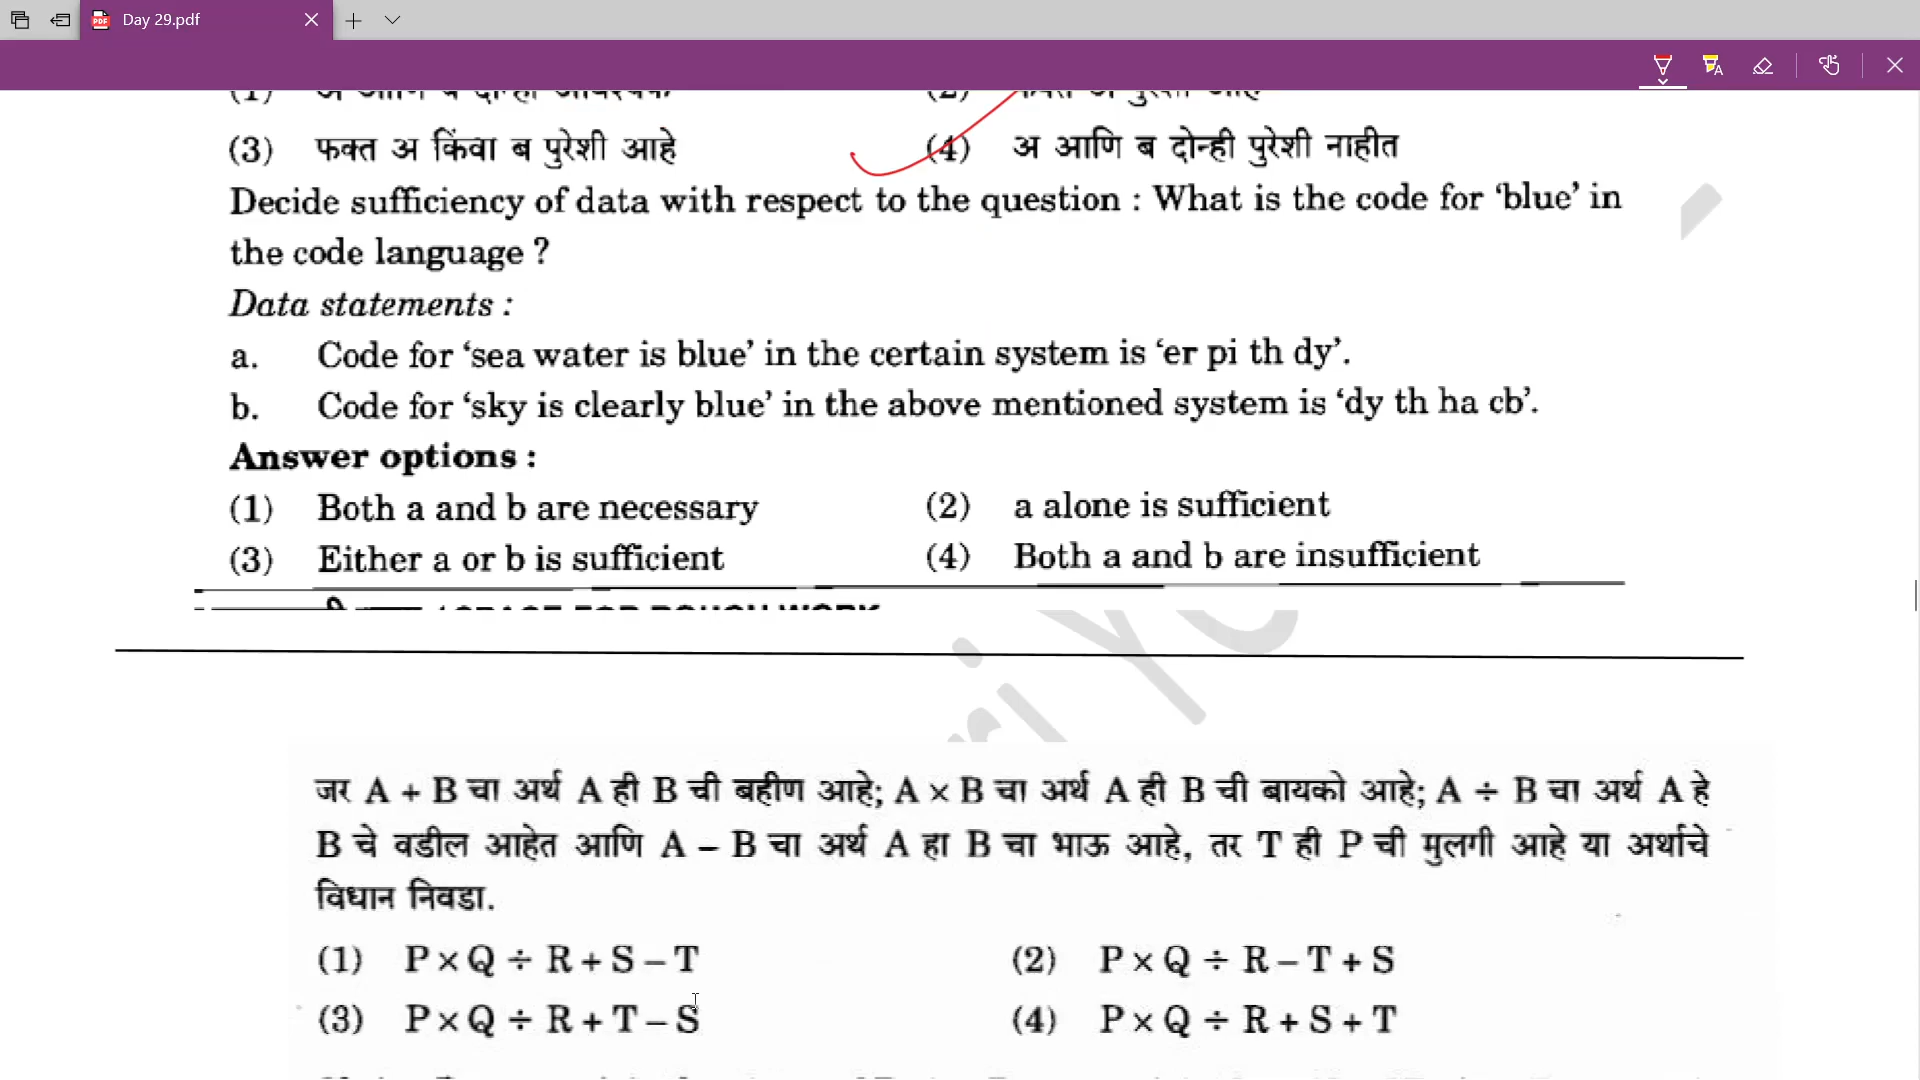 Day 29.pdf
(3) फक्त अ किंवा ब पुरेशी आहे (4) अ आणि ब दोन्ही पुरेशी नाहीत
Decide sufficiency of data with respect to the question : What is the code for ‘blue’ in
the code language ?
Data statements :
a. Code for ‘sea water is blue’ in the certain system is ‘er pi th dy’.
b. Code for ‘sky is clearly blue’ in the above mentioned system is ‘dy th ha cb’.
Answer options :
(1) Both a and b are necessary (2) a alone is sufficient
(3) Either a or b is sufficient (4) Both a and b are insufficient
जर A + B चा अर्थ A ही B ची बहीण आहे; A × B चा अर्थ A ही B ची बायको आहे; A ÷ B चा अर्थ A हे
B चे वडील आहेत आणि A – B चा अर्थ A हा B चा भाऊ आहे, तर T ही P ची मुलगी आहे या अर्थाचे
विधान निवडा.
(1) P × Q ÷ R + S – T (2) P × Q ÷ R – T + S
(3) P × Q ÷ R + T – S (4) P × Q ÷ R + S + T